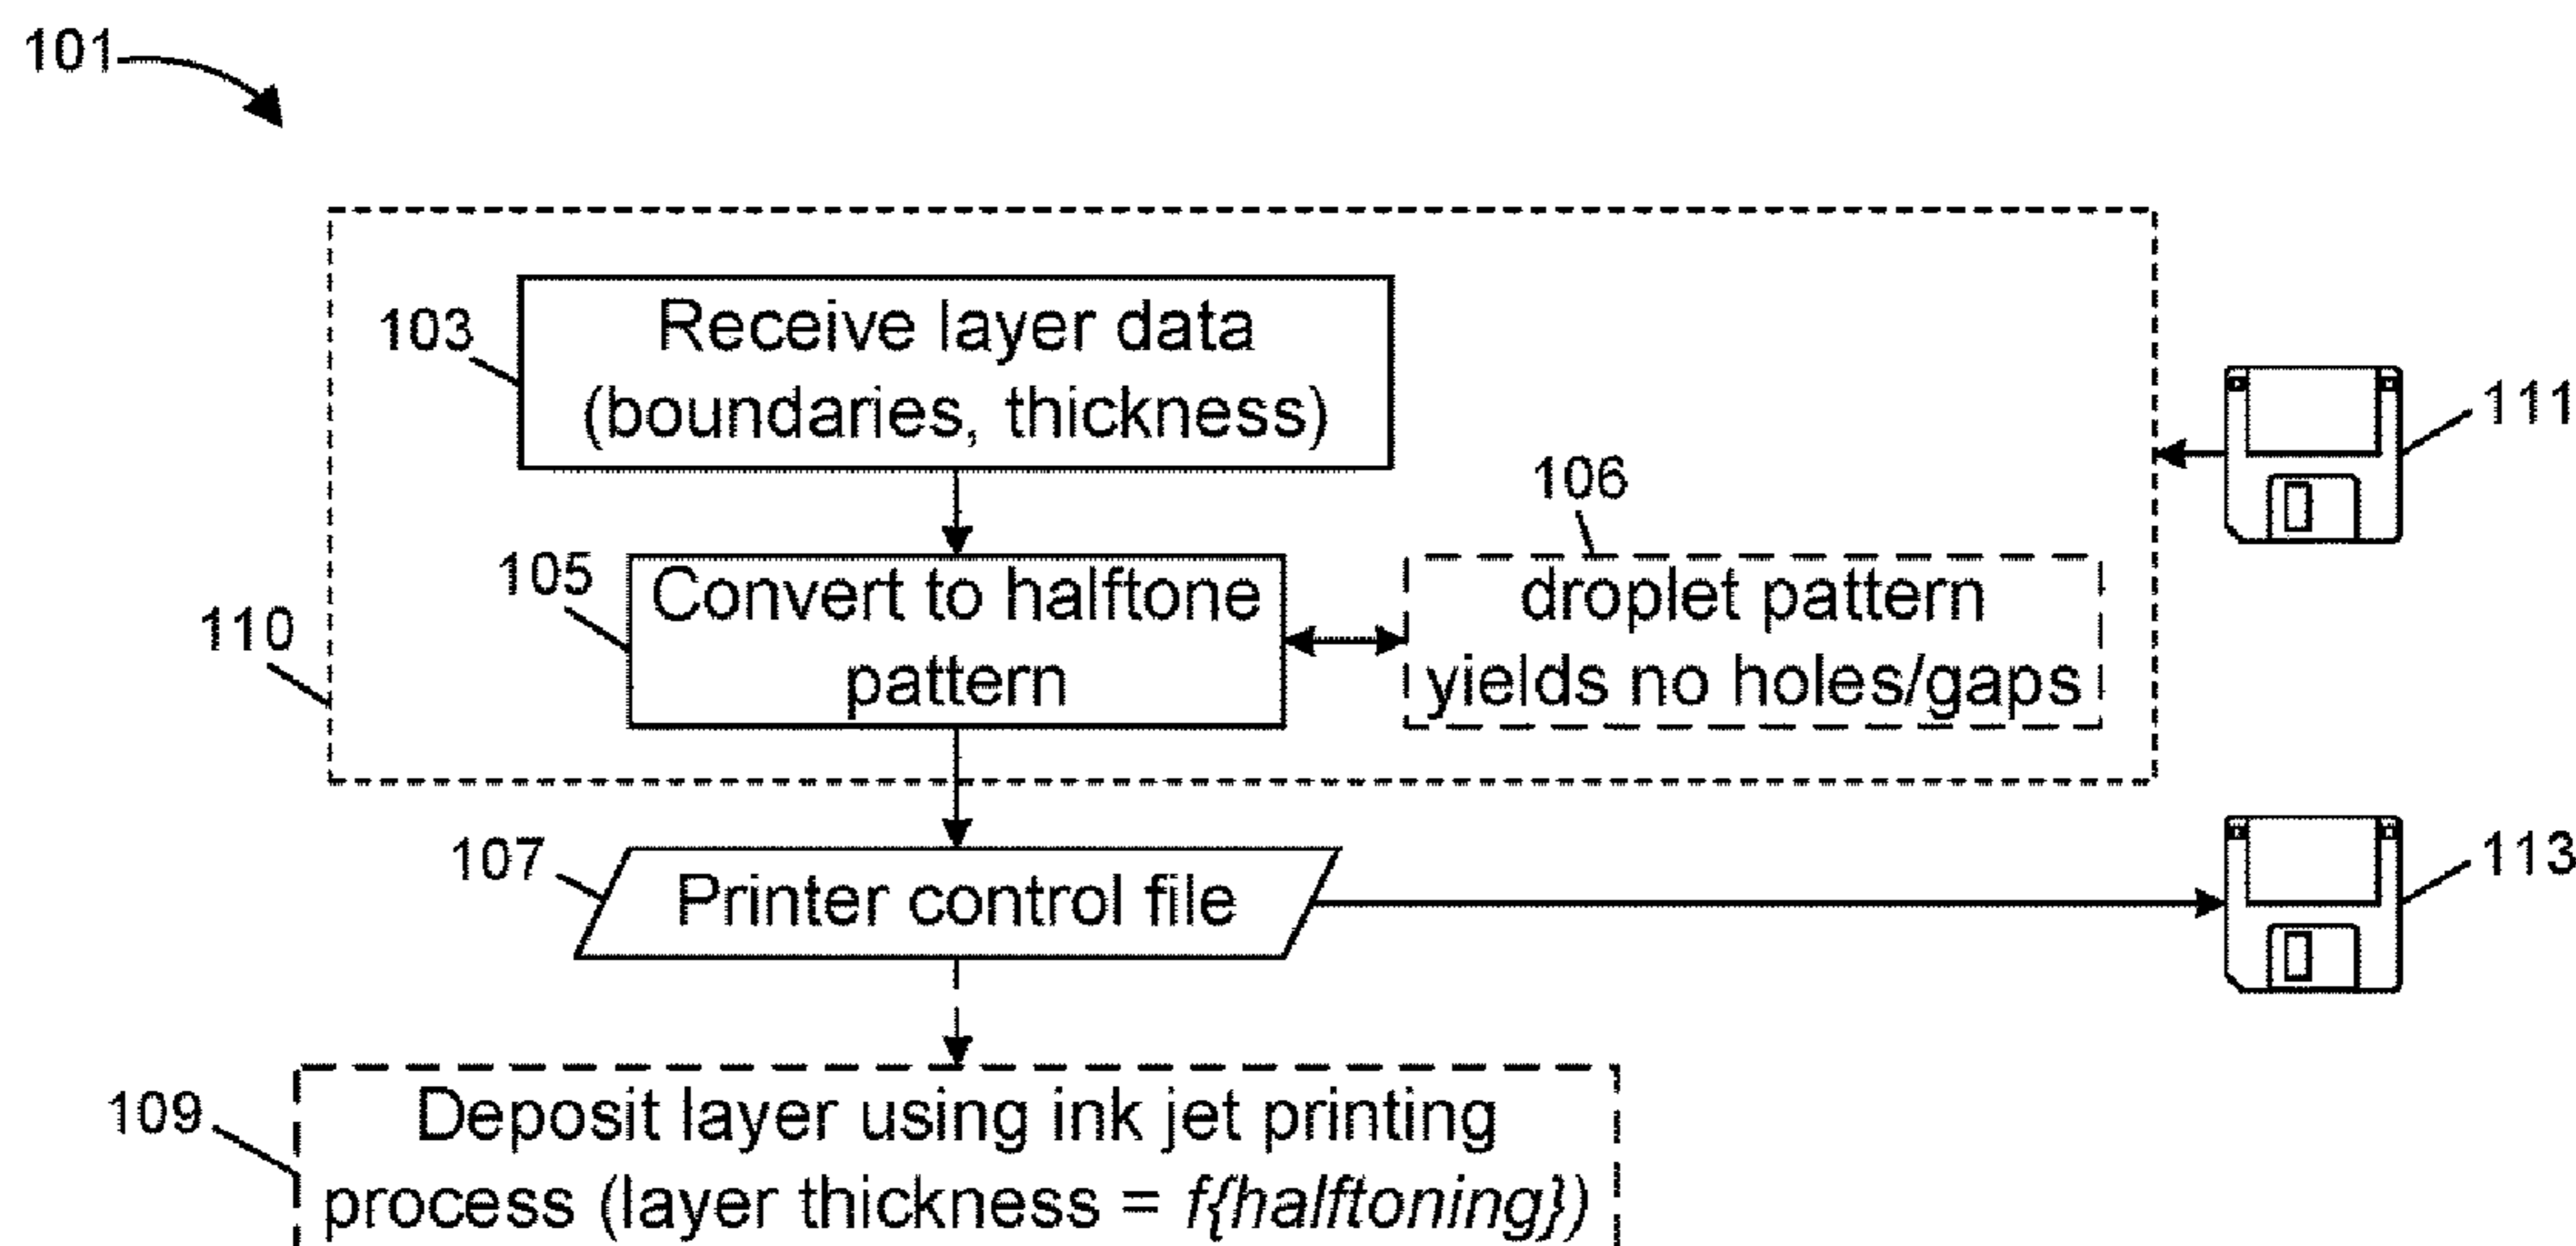 101
103
Receive layer data
(boundaries, thickness)
111
106
105
Convert to halftone
pattern
droplet pattern
yields no holes/gaps
110
107
Printer control file
113
109
Deposit layer using ink jet printing
process (layer thickness = f{halftoning})